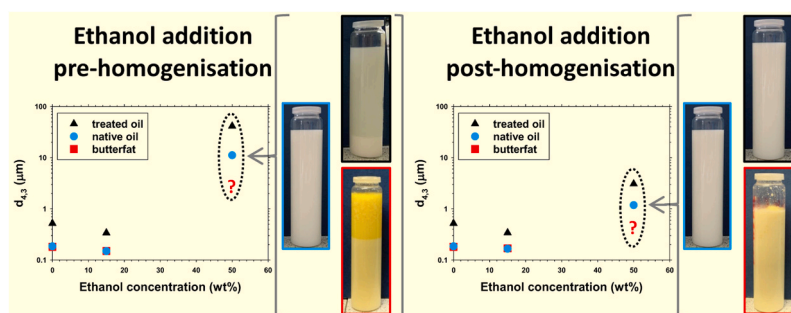 Ethanol addition
pre-homogenisation
100
10
1
0.1
d4,3 (μm)
treated oil
native oil
butterfat
?
0 10 20 30 40 50 60
Ethanol concentration (wt%)
Ethanol addition
post-homogenisation
100
10
1
0.1
d4,3 (μm)
treated oil
native oil
butterfat
?
0 10 20 30 40 50 60
Ethanol concentration (wt%)